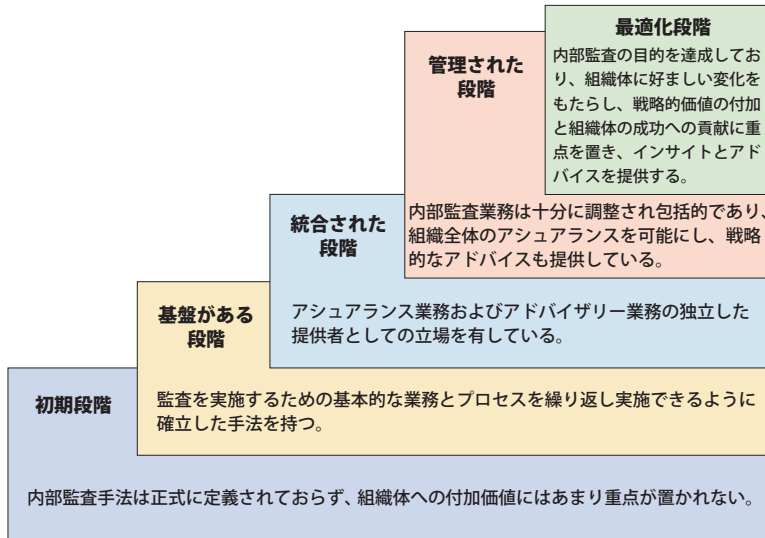 最適化段階
内部監査の目的を達成してお
り、組織体に好ましい変化を
もたらし、戦略的価値の付加
と組織体の成功への貢献に重
点を置き、インサイトとアド
バイスを提供する。
管理された
段階
内部監査業務は十分に調整され包括的であり、
組織全体のアシュアランスを可能にし、戦略
的なアドバイスも提供している。
統合された
段階
アシュアランス業務およびアドバイザリー業務の独立した
提供者としての立場を有している。
基盤がある
段階
監査を実施するための基本的な業務とプロセスを繰り返し実施できるように
確立した手法を持つ。
初期段階
内部監査手法は正式に定義されておらず、組織体への付加価値にはあまり重点が置かれない。